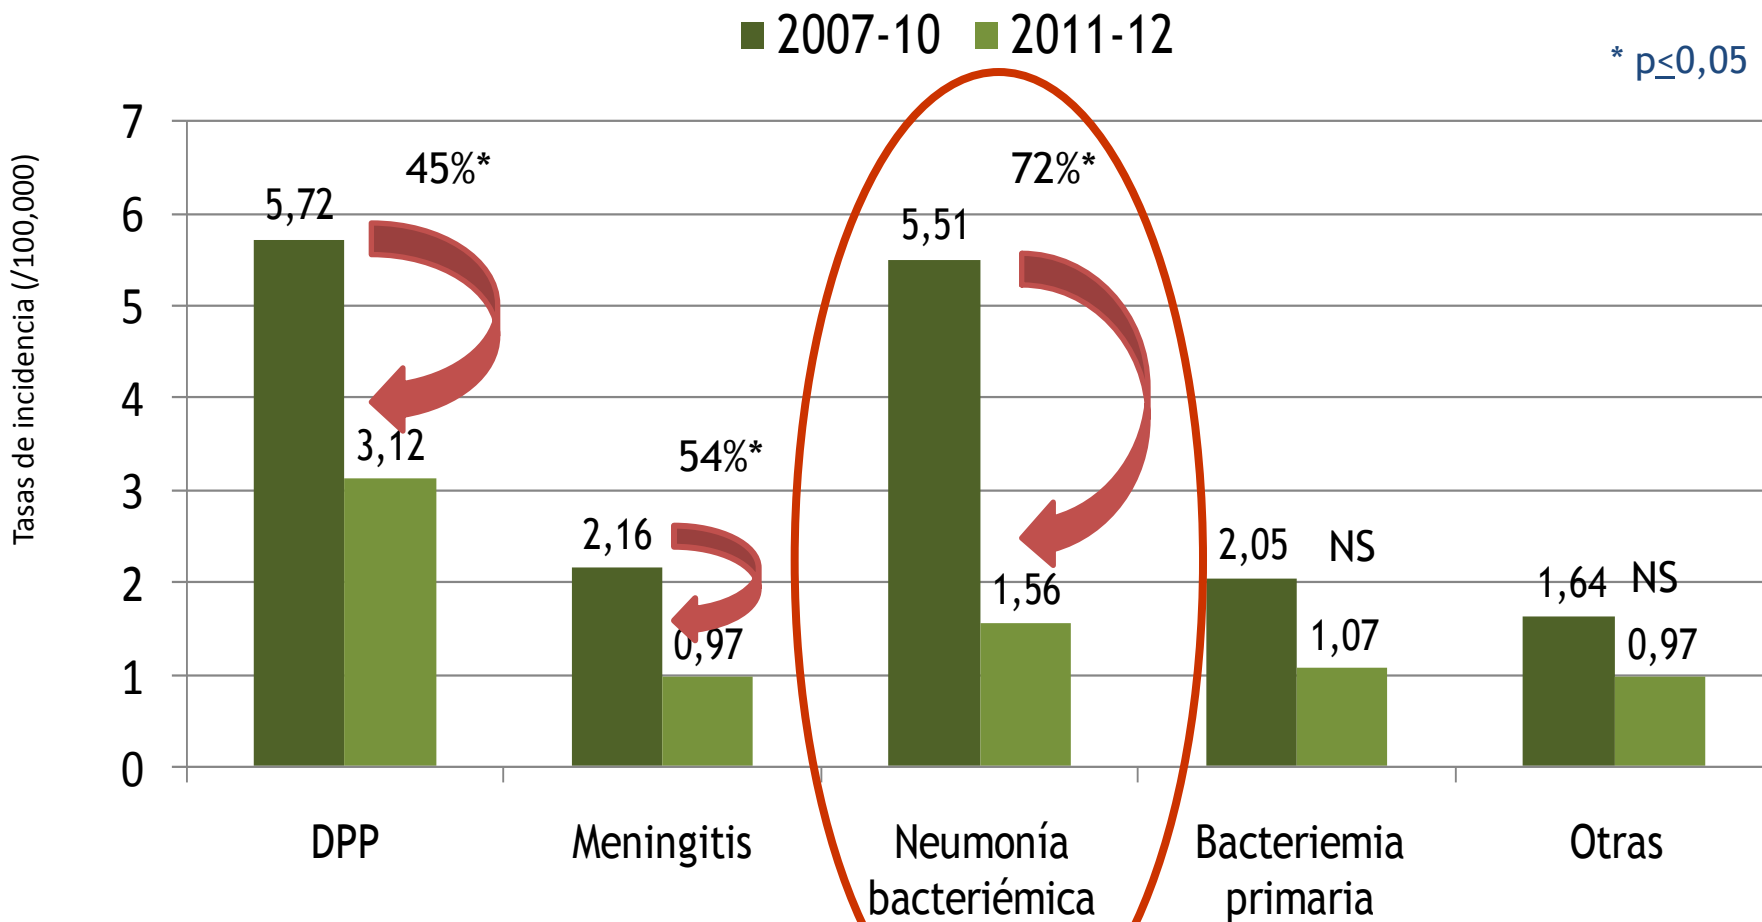 2007-10 2011-12
* p≤0,05
Tasas de incidencia (/100,000)
7
6
5
4
3
2
1
0
45%*
5,72
3,12
54%*
2,16
0,97
72%*
5,51
1,56
2,05 NS
1,07
1,64 NS
0,97
DPP
Meningitis
Neumonía
bacteriémica
Bacteriemia
primaria
Otras